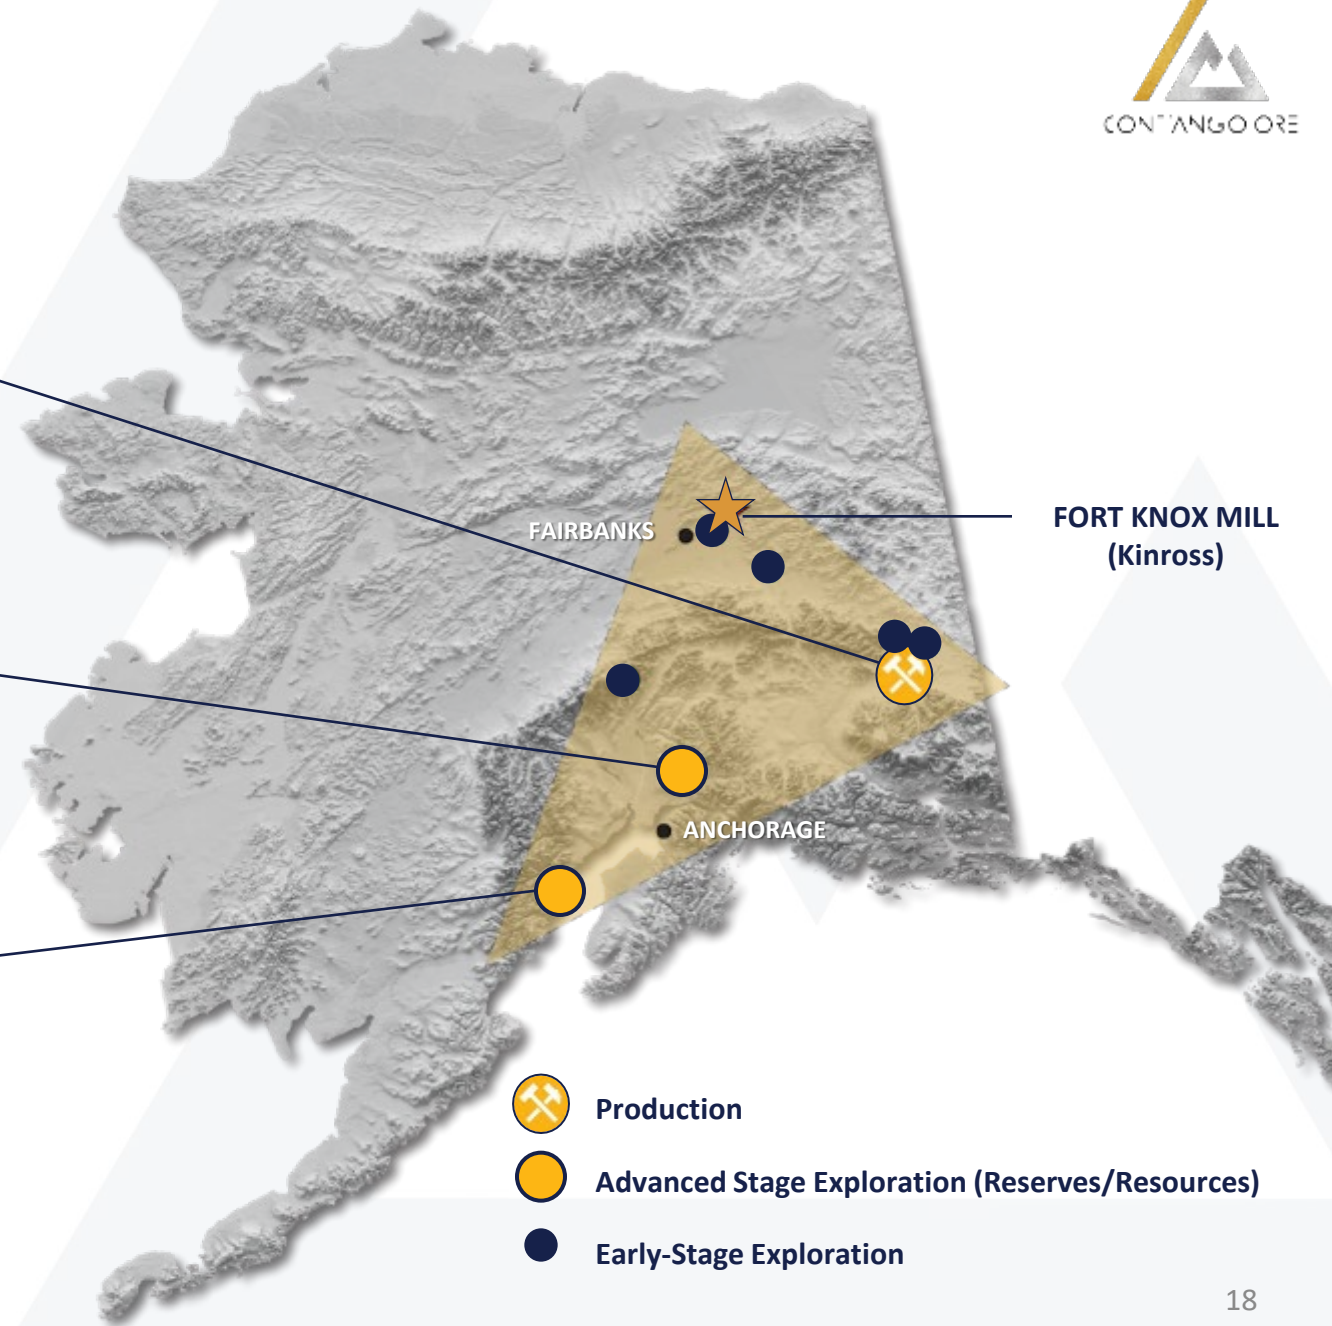 CONTANGO ORE
FAIRBANKS
FORT KNOX MILL
(Kinross)
ANCHORAGE
Production
Advanced Stage Exploration (Reserves/Resources)
Early-Stage Exploration
18